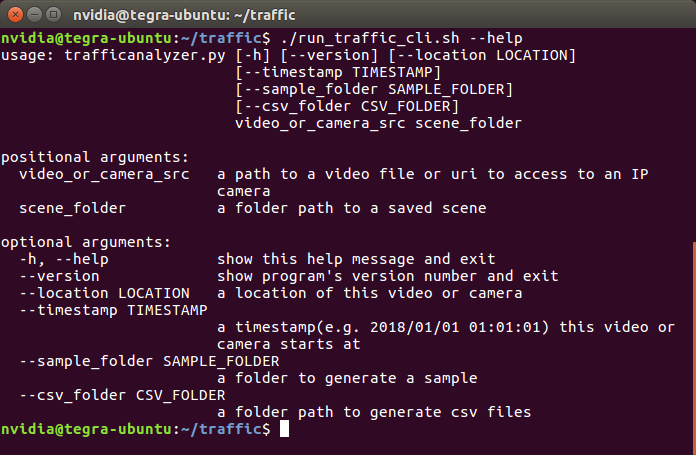 nvidia@tegra-ubuntu: ~/traffic
nvidia@tegra-ubuntu:~/traffic$ ./run_traffic_cli.sh --help
usage: trafficanalyzer.py [-h] [--version] [--location LOCATION]
                          [--timestamp TIMESTAMP]
                          [--sample_folder SAMPLE_FOLDER]
                          [--csv_folder CSV_FOLDER]
                          video_or_camera_src scene_folder

positional arguments:
  video_or_camera_src   a path to a video file or uri to access to an IP
                        camera
  scene_folder          a folder path to a saved scene

optional arguments:
  -h, --help            show this help message and exit
  --version             show program's version number and exit
  --location LOCATION   a location of this video or camera
  --timestamp TIMESTAMP
                        a timestamp(e.g. 2018/01/01 01:01:01) this video or
                        camera starts at
  --sample_folder SAMPLE_FOLDER
                        a folder to generate a sample
  --csv_folder CSV_FOLDER
                        a folder path to generate csv files
nvidia@tegra-ubuntu:~/traffic$